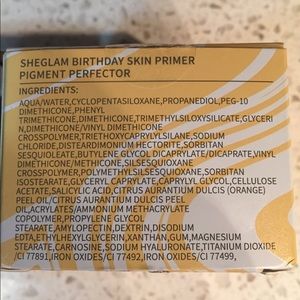 SHEGLAM BIRTHDAY SKIN PRIMER
PIGMENT PERFECTOR
INGREDIENTS:
AQUA/WATER,CYCLOPENTASILOXANE,PROPANEDIOL,PEG-10
DIMETHICONE,PHENYL
TRIMETHICONE,DIMETHICONE,TRIMETHYLSILOXYSILICATE,GLYCERI
N,DIMETHICONE/VINYL DIMETHICONE
CROSSPOLYMER,TRIETHOXYCAPRYLYLSILANE,SODIUM
CHLORIDE,DISTEARDIMONIUM HECTORITE,SORBITAN
SESQUIOLEATE,BUTYLENE GLYCOL DICAPRYLATE/DICAPRATE,VINYL
DIMETHICONE/METHICONE,SILSESQUIOXANE
CROSSPOLYMER,POLYMETHYLSILSESQUIOXANE,SORBITAN
ISOSTEARATE,GLYCERYL CAPRYLATE,CAPRYLYL GLYCOL,CELLULOSE
ACETATE,SALICYLIC ACID,CITRUS AURANTIUM DULCIS (ORANGE)
PEEL OIL/CITRUS AURANTIUM DULCIS PEEL
OIL,ACRYLATES/AMMONIUM METHACRYLATE
COPOLYMER,PROPYLENE GLYCOL
STEARATE,AMYLOPECTIN,DEXTRIN,DISODIUM
EDTA,ETHYLHEXYLGLYCERIN,XANTHAN,GUM,MAGNESIUM
STEARATE,CARNOSINE,SODIUM HYALURONATE,TITANIUM DIOXIDE
/CI 77891,IRON OXIDES/CI 77492,IRON OXIDES/CI 77499,